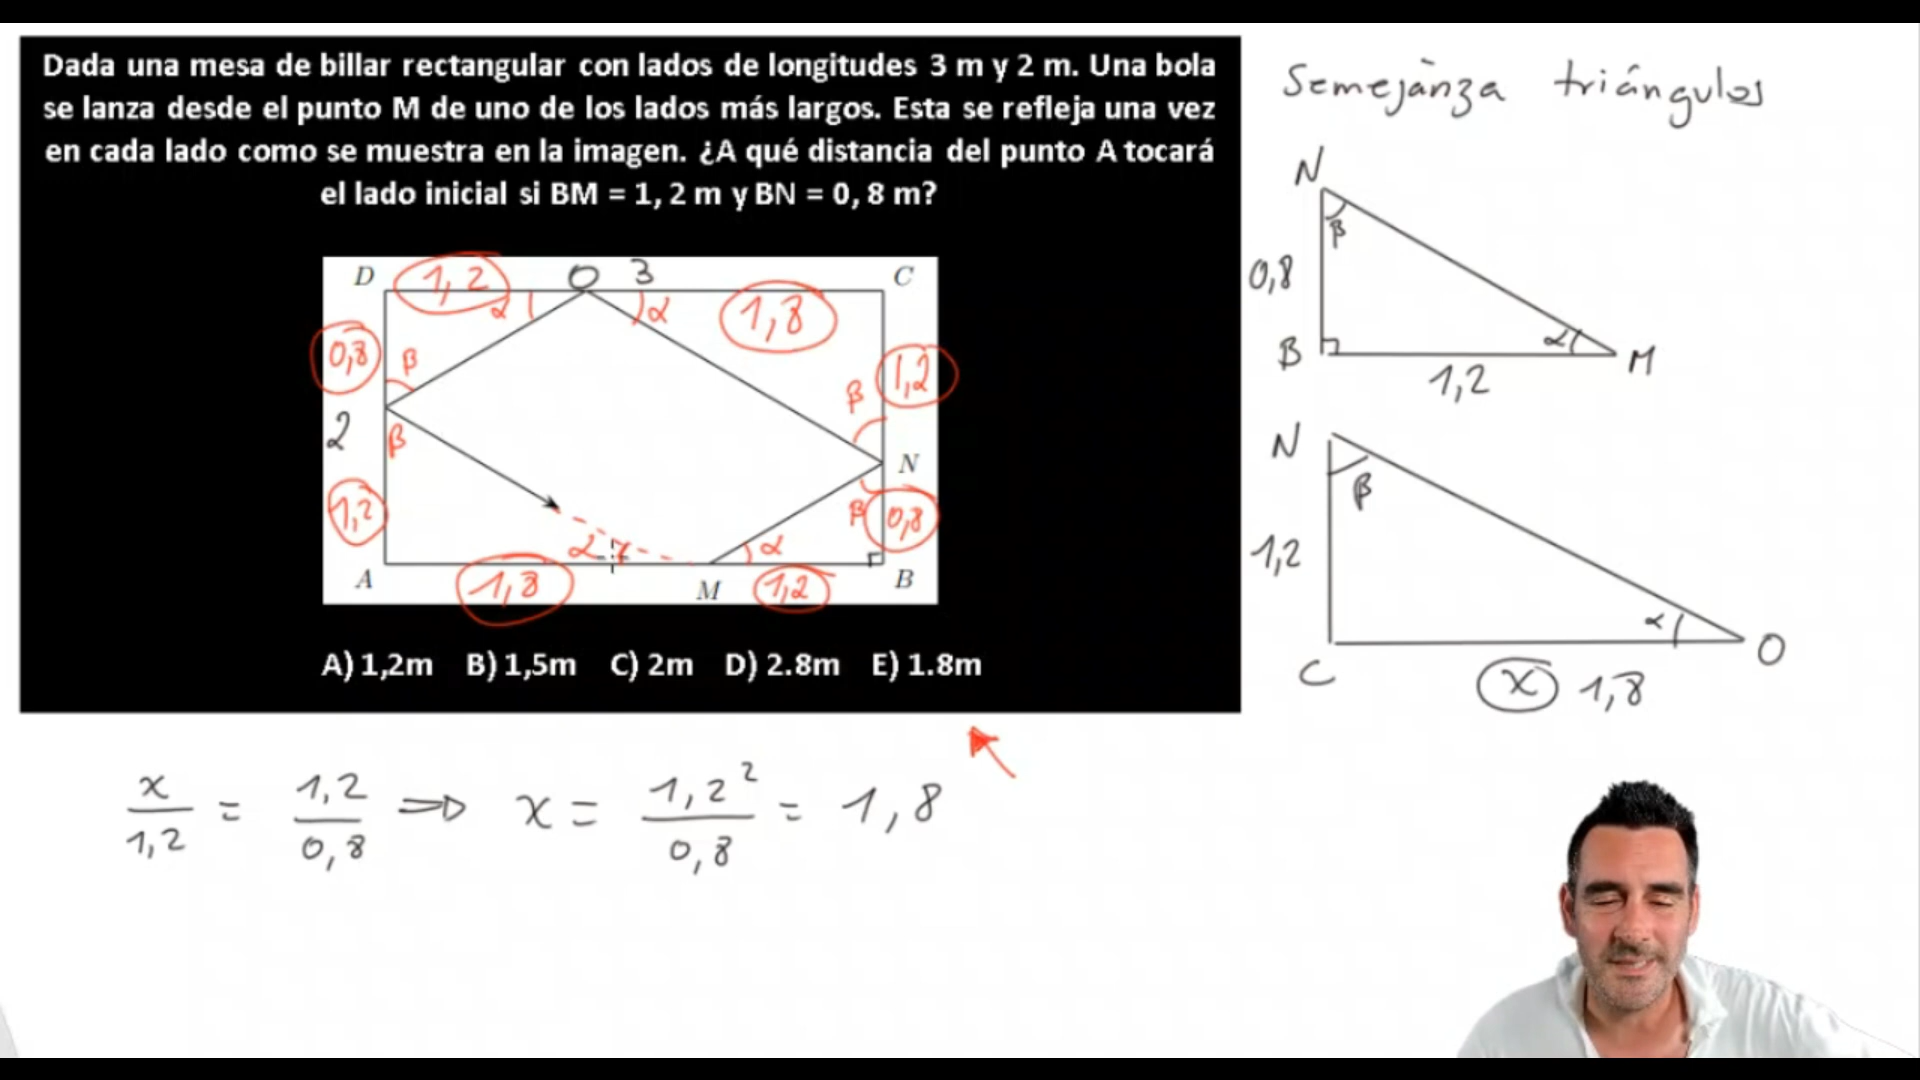 Dada una mesa de billar rectangular con lados de longitudes 3 m y 2 m. Una bola
se lanza desde el punto M de uno de los lados más largos. Esta se refleja una vez
en cada lado como se muestra en la imagen. ¿A qué distancia del punto A tocará
el lado inicial si BM = 1, 2 m y BN = 0, 8 m?
D 1,2 O 3 C
α α 1,8
0,8 β 1,2
β
2 β N
1,2 β 0,8
α α
A 1,8 M 1,2 B
A) 1,2m B) 1,5m C) 2m D) 2.8m E) 1.8m
Semejanza triángulos
N
β
0,8
B α M
1,2
N
β
1,2
α
C x 1,8 O
x/1,2 = 1,2/0,8 ⇒ x = 1,2²/0,8 = 1,8